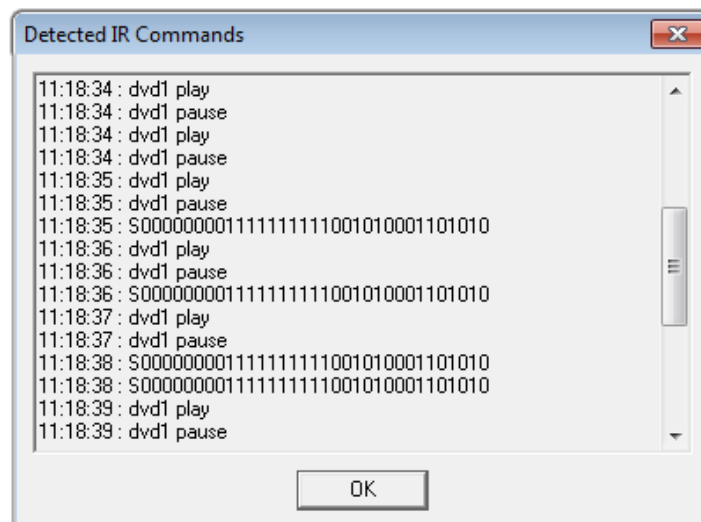 Detected IR Commands
11:18:34 : dvd1 play
11:18:34 : dvd1 pause
11:18:34 : dvd1 play
11:18:34 : dvd1 pause
11:18:35 : dvd1 play
11:18:35 : dvd1 pause
11:18:35 : S0000000011111111111001010001101010
11:18:36 : dvd1 play
11:18:36 : dvd1 pause
11:18:36 : S0000000011111111111001010001101010
11:18:37 : dvd1 play
11:18:37 : dvd1 pause
11:18:38 : S0000000011111111111001010001101010
11:18:38 : S0000000011111111111001010001101010
11:18:39 : dvd1 play
11:18:39 : dvd1 pause
OK